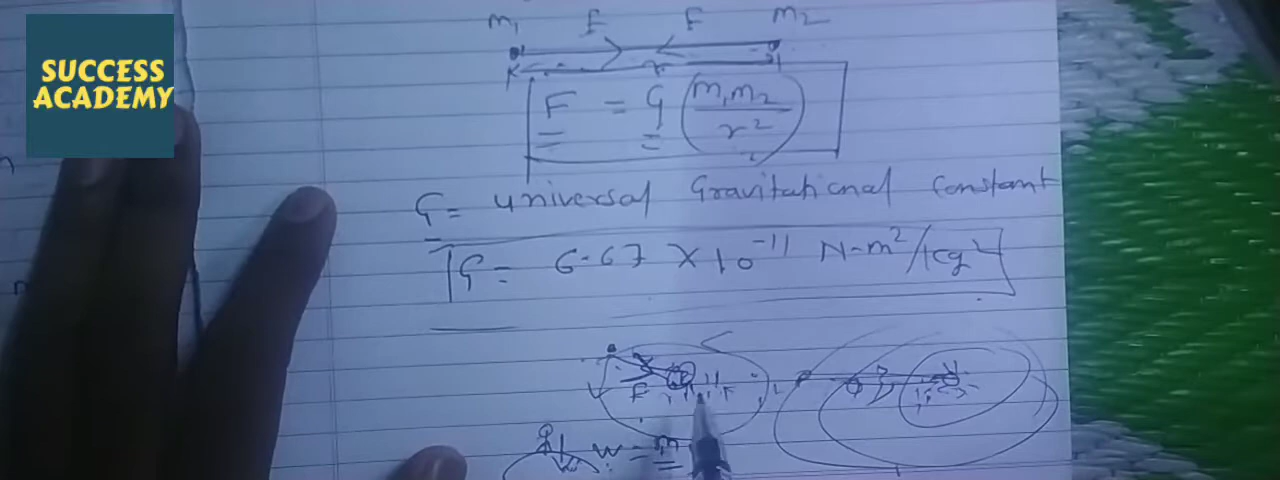 SUCCESS
ACADEMY
m₁ F F m₂
r
F = G (m₁m₂/r²)
G = universal Gravitational Constant
G = 6.67 × 10⁻¹¹ N-m²/kg²
F
W = m